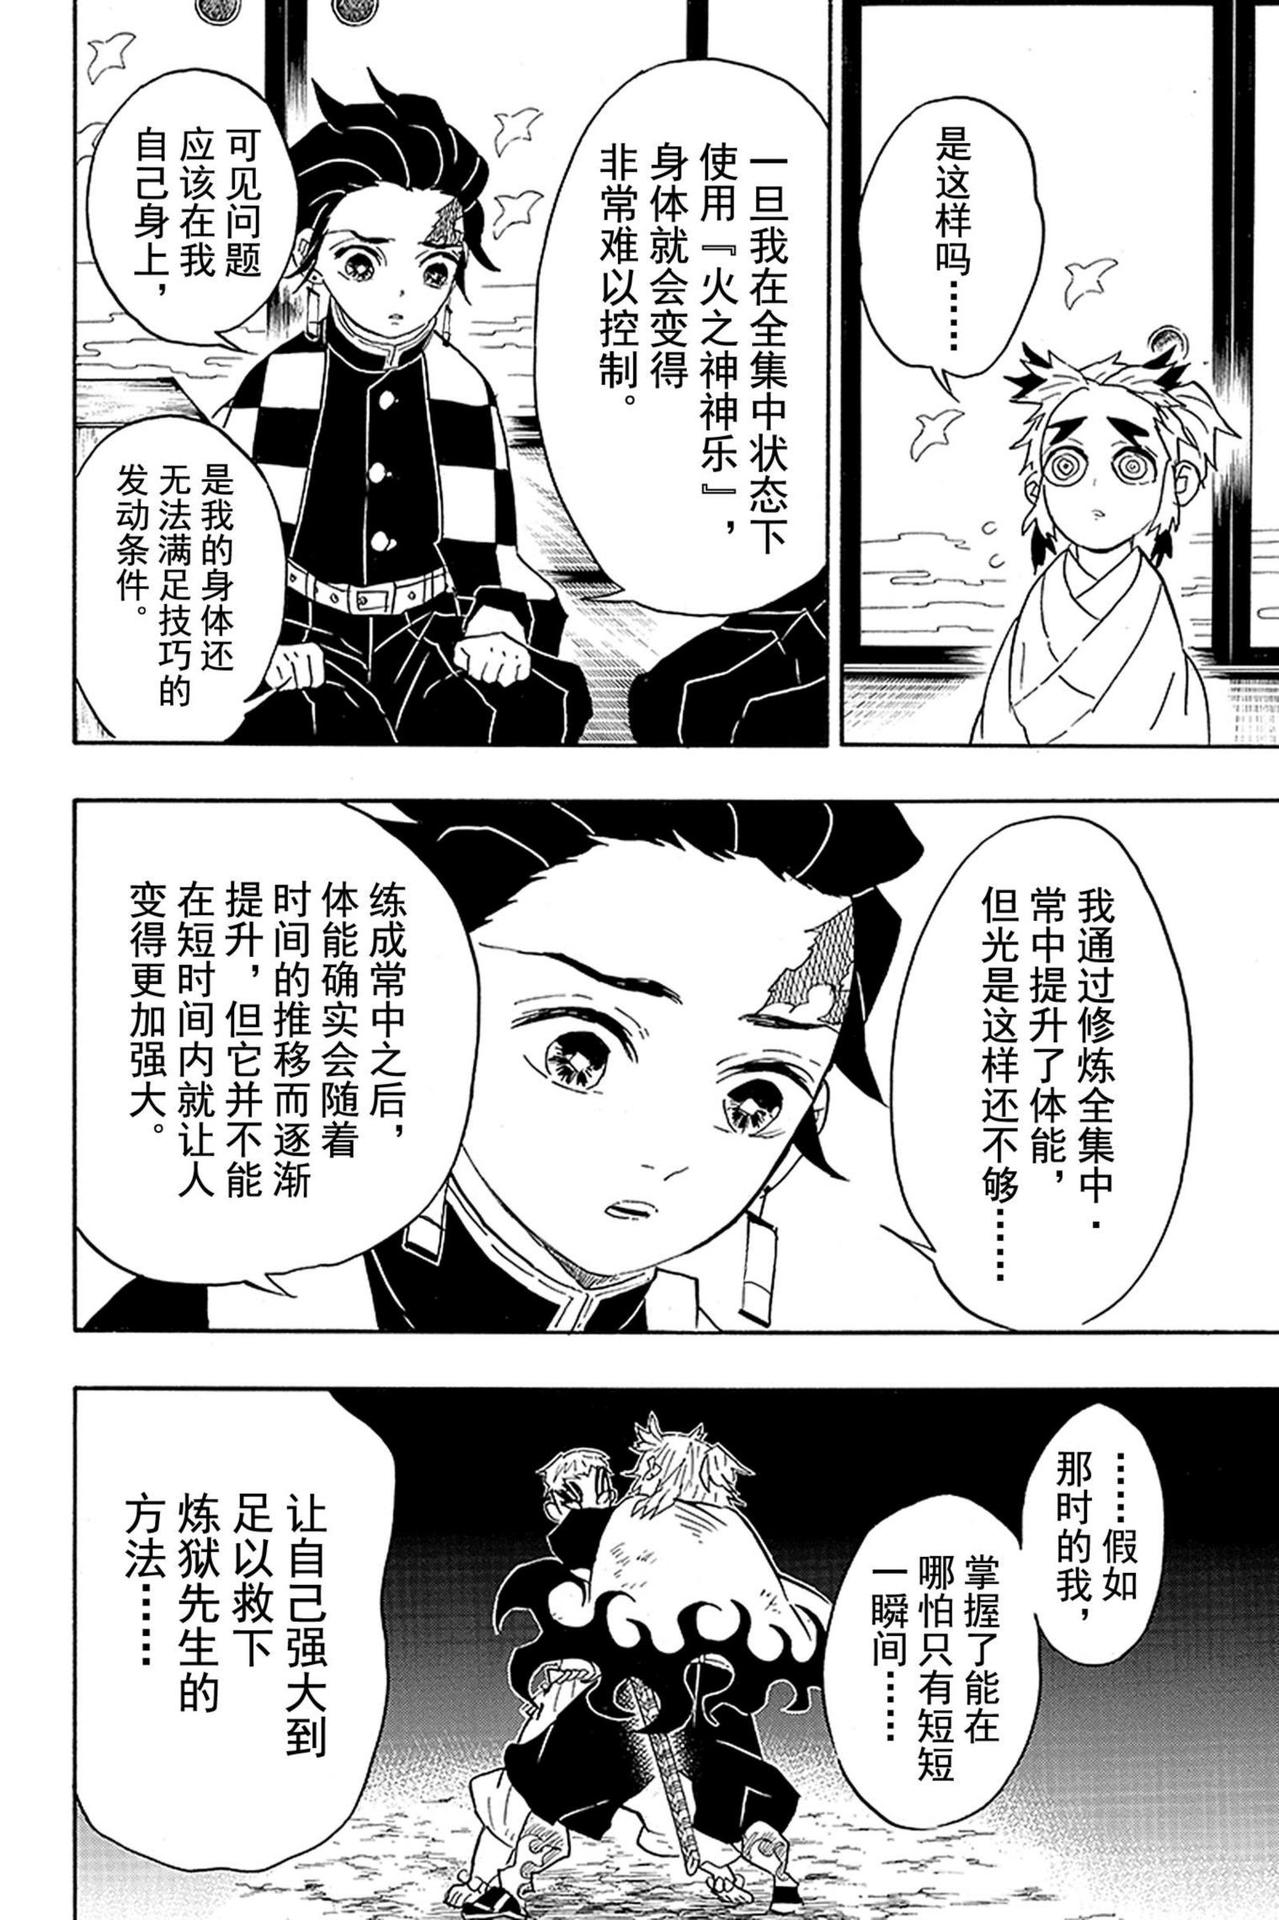 是这样吗……
一旦我在全集中状态下
使用『火之神神乐』，
身体就会变得
非常难以控制。
可见问题
应该在我
自己身上，
是我的身体还
无法满足技巧的
发动条件。
我通过修炼全集中·
常中提升了体能，
但光是这样还不够……
练成常中之后，
体能确实会随着
时间的推移而逐渐
提升，但它并不能
在短时间内就让人
变得更加强大。
……假如
那时的我，
掌握了能在
哪怕只有短短
一瞬间……
让自己强大到
足以救下
炼狱先生的
方法……